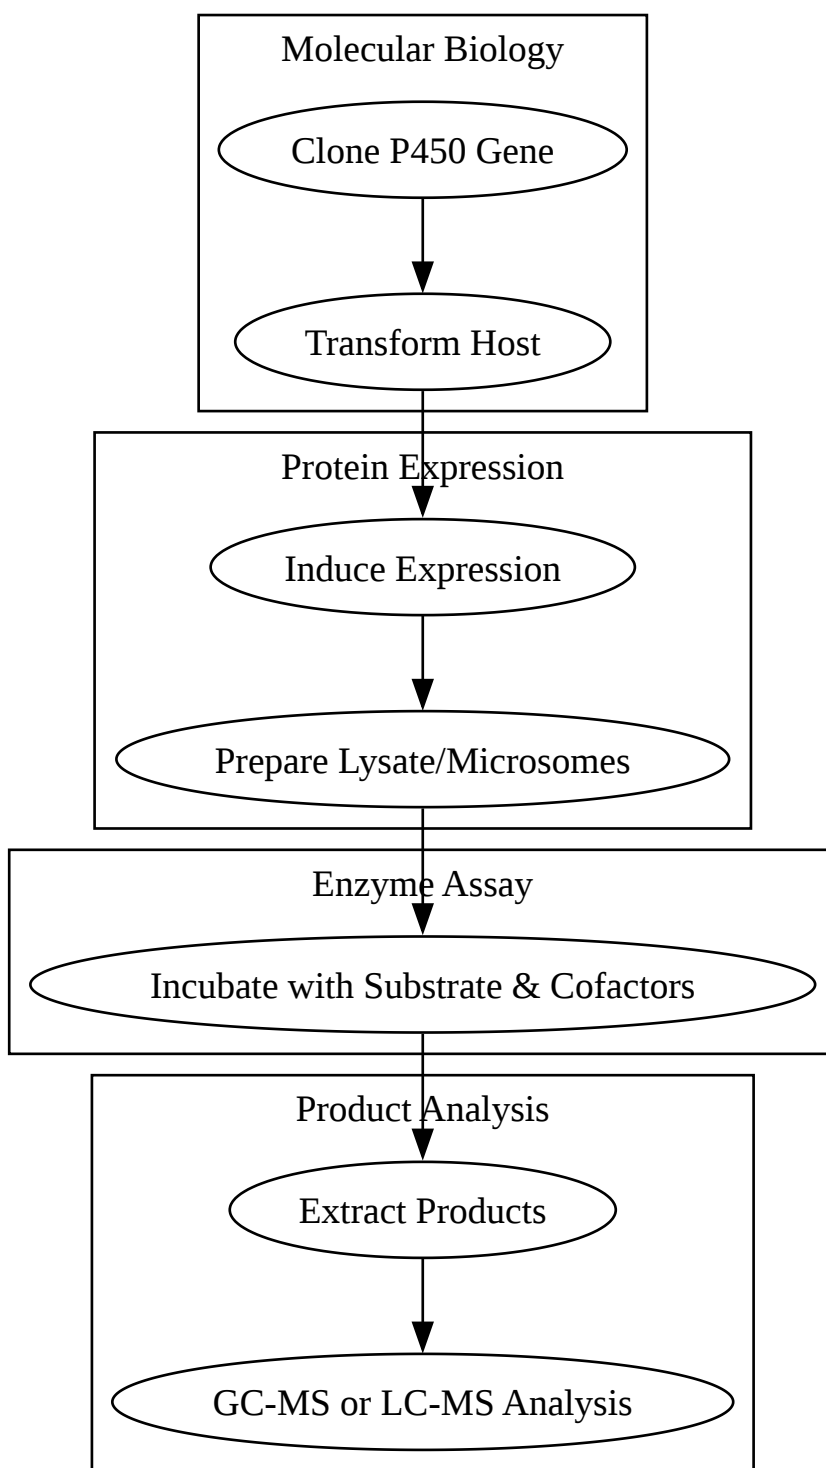 Molecular Biology
Clone P450 Gene
Transform Host
Protein Expression
Induce Expression
Prepare Lysate/Microsomes
Enzyme Assay
Incubate with Substrate & Cofactors
Product Analysis
Extract Products
GC-MS or LC-MS Analysis